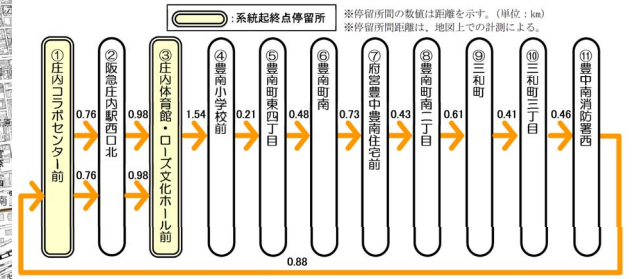 ：系統起終点停留所
※停留所間の数値は距離を示す。(単位：km)
※停留所間距離は、地図上での計測による。
①庄内コラボセンター前
②阪急庄内駅西口北
③庄内体育館・ローズ文化ホール前
④豊南小学校前
⑤豊南町東四丁目
⑥豊南町南
⑦府営豊中豊南住宅前
⑧豊南町南二丁目
⑨三和町
⑩三和町三丁目
⑪豊中南消防署西
0.76
0.98
1.54
0.21
0.48
0.73
0.43
0.61
0.41
0.46
0.76
0.98
0.88